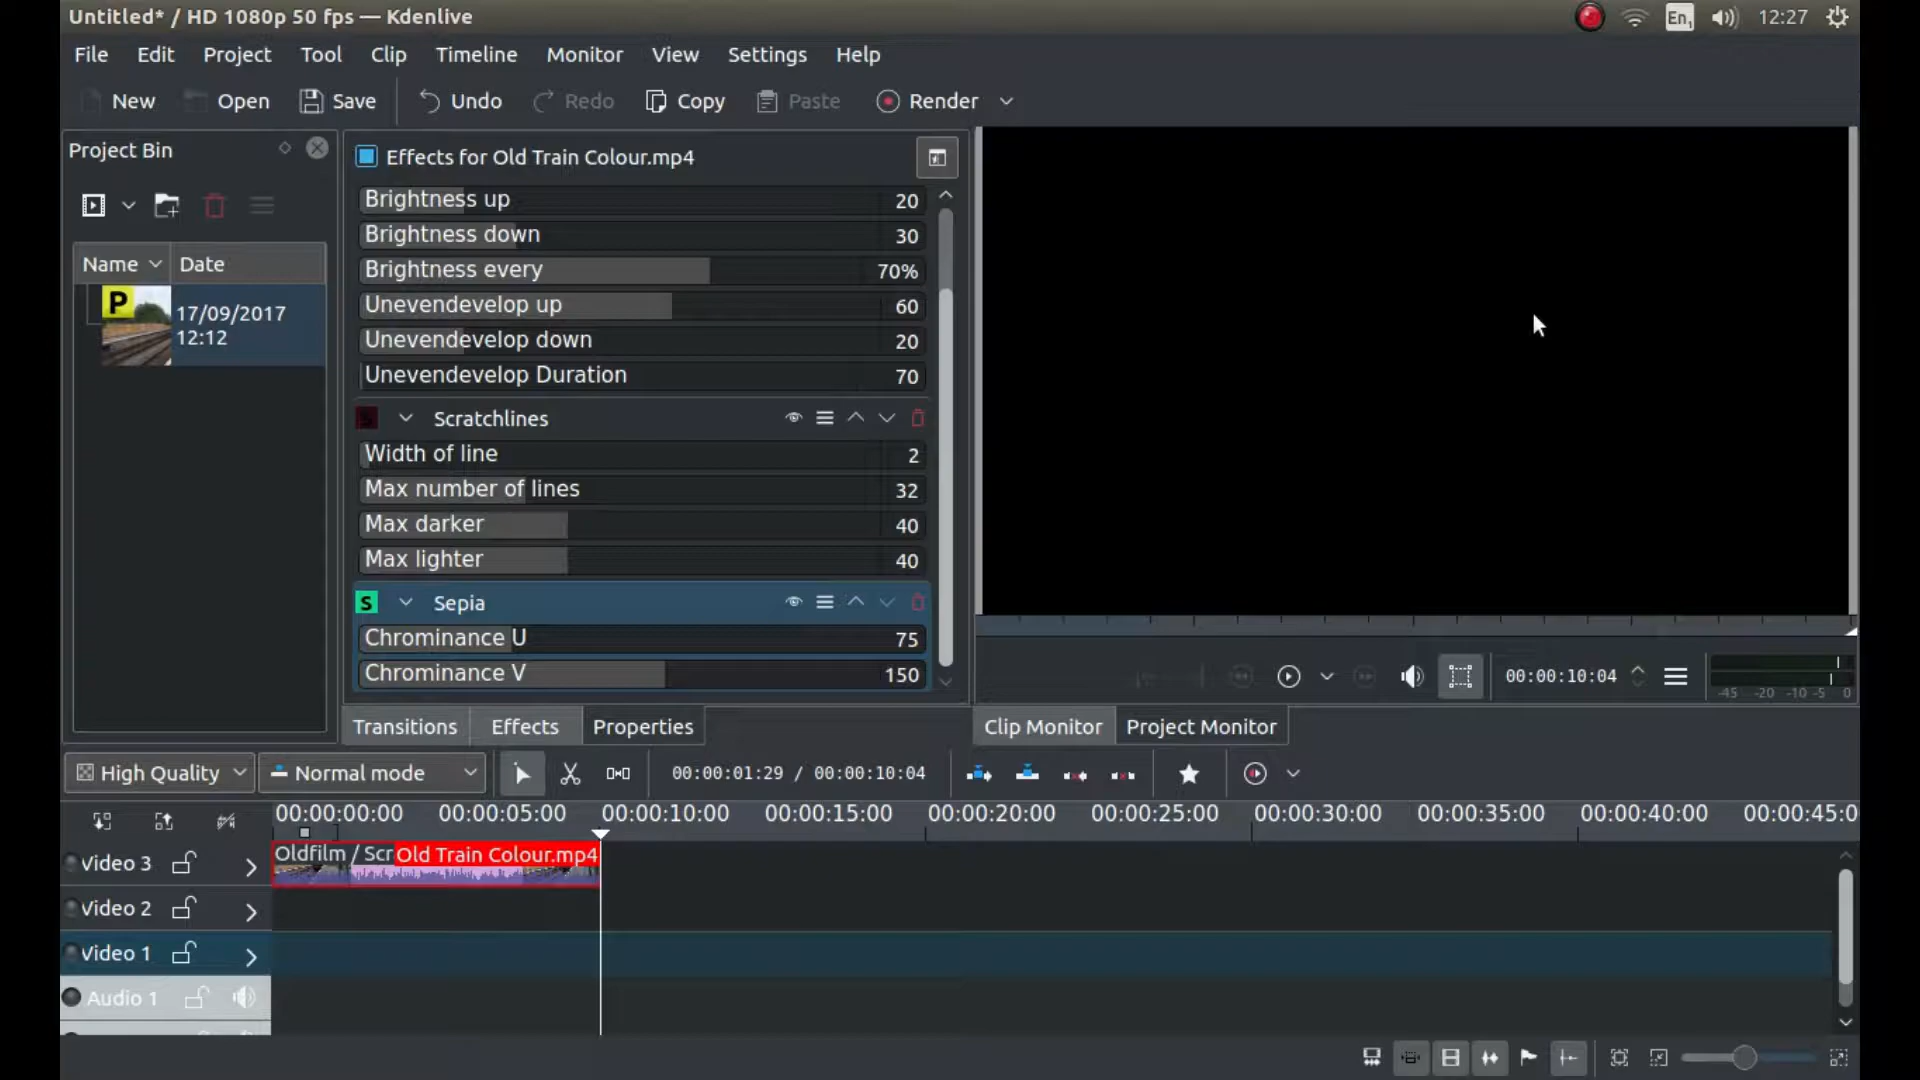 Untitled* / HD 1080p 50 fps — Kdenlive
En1
12:27
File Edit Project Tool Clip Timeline Monitor View Settings Help
New Open Save Undo Redo Copy Paste Render
Project Bin
Name Date
P
17/09/2017
12:12
Effects for Old Train Colour.mp4
Brightness up 20
Brightness down 30
Brightness every 70%
Unevendevelop up 60
Unevendevelop down 20
Unevendevelop Duration 70
S Scratchlines
Width of line 2
Max number of lines 32
Max darker 40
Max lighter 40
S Sepia
Chrominance U 75
Chrominance V 150
00:00:10:04
-45 -20 -10 -5 0
Transitions Effects Properties
Clip Monitor Project Monitor
High Quality Normal mode 00:00:01:29 / 00:00:10:04
00:00:00:00 00:00:05:00 00:00:10:00 00:00:15:00 00:00:20:00 00:00:25:00 00:00:30:00 00:00:35:00 00:00:40:00 00:00:45:0
Video 3
Oldfilm / Scr Old Train Colour.mp4
Video 2
Video 1
Audio 1